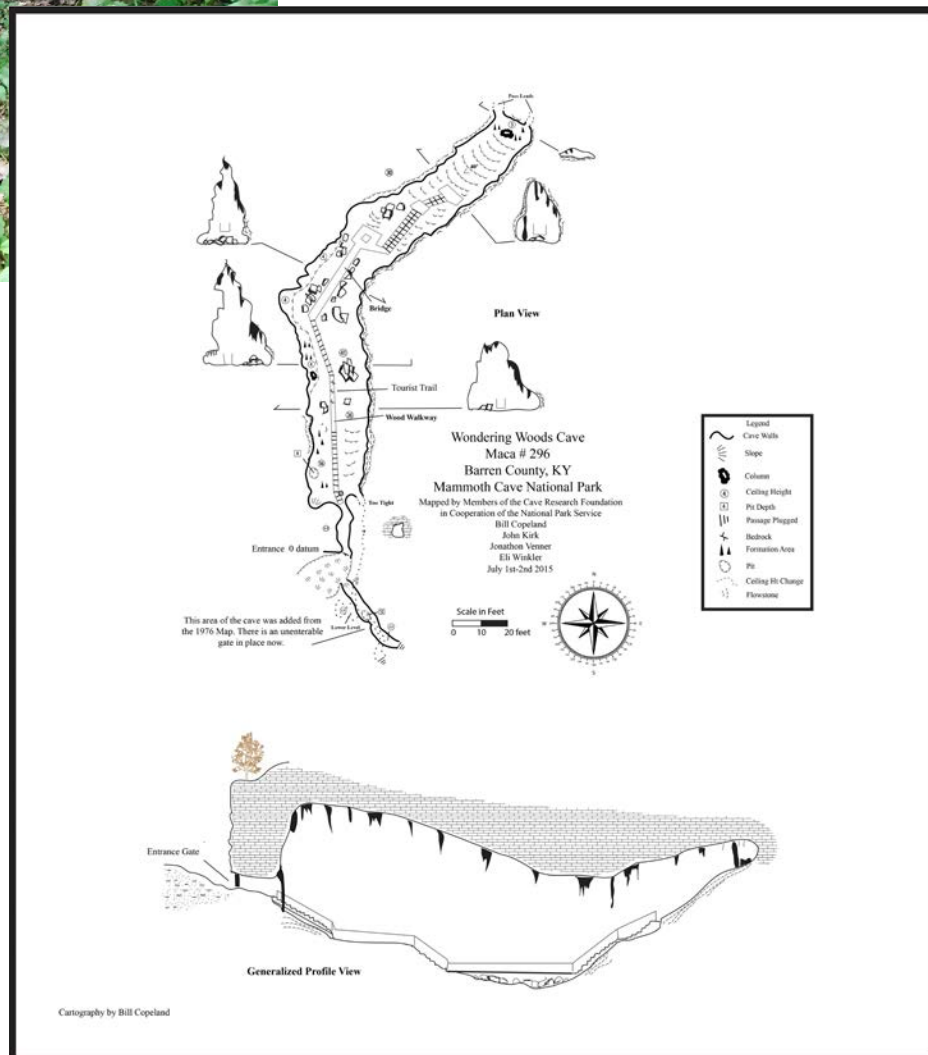 Poss Leads
Bridge
Plan View
Tourist Trail
Wood Walkway
Wondering Woods Cave
Maca # 296
Barren County, KY
Mammoth Cave National Park
Mapped by Members of the Cave Research Foundation
in Cooperation of the National Park Service
Bill Copeland
John Kirk
Jonathon Venner
Eli Winkler
July 1st-2nd 2015
Too Tight
Entrance 0 datum
Lower Level
This area of the cave was added from
the 1976 Map. There is an unenterable
gate in place now.
Scale in Feet
0 10 20 feet
N
W
E
S
Legend
Cave Walls
Slope
Column
4 Ceiling Height
8 Pit Depth
Passage Plugged
Bedrock
Formation Area
Pit
Ceiling Ht Change
Flowstone
Entrance Gate
Generalized Profile View
Cartography by Bill Copeland